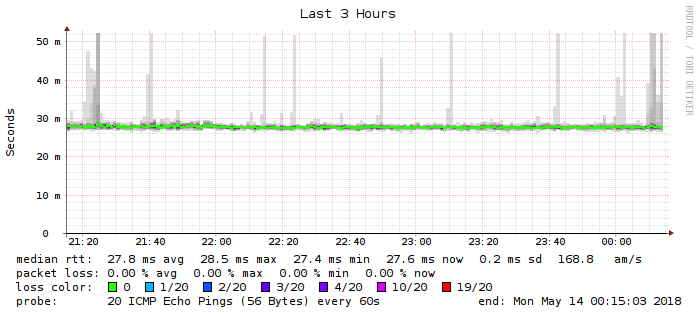 Last 3 Hours
RRDTOOL / TOBI OETIKER
Seconds
50 m
40 m
30 m
20 m
10 m
0
21:20 21:40 22:00 22:20 22:40 23:00 23:20 23:40 00:00
median rtt: 27.8 ms avg 28.5 ms max 27.4 ms min 27.6 ms now 0.2 ms sd 168.8 am/s
packet loss: 0.00 % avg 0.00 % max 0.00 % min 0.00 % now
loss color: 0 1/20 2/20 3/20 4/20 10/20 19/20
probe: 20 ICMP Echo Pings (56 Bytes) every 60s end: Mon May 14 00:15:03 2018